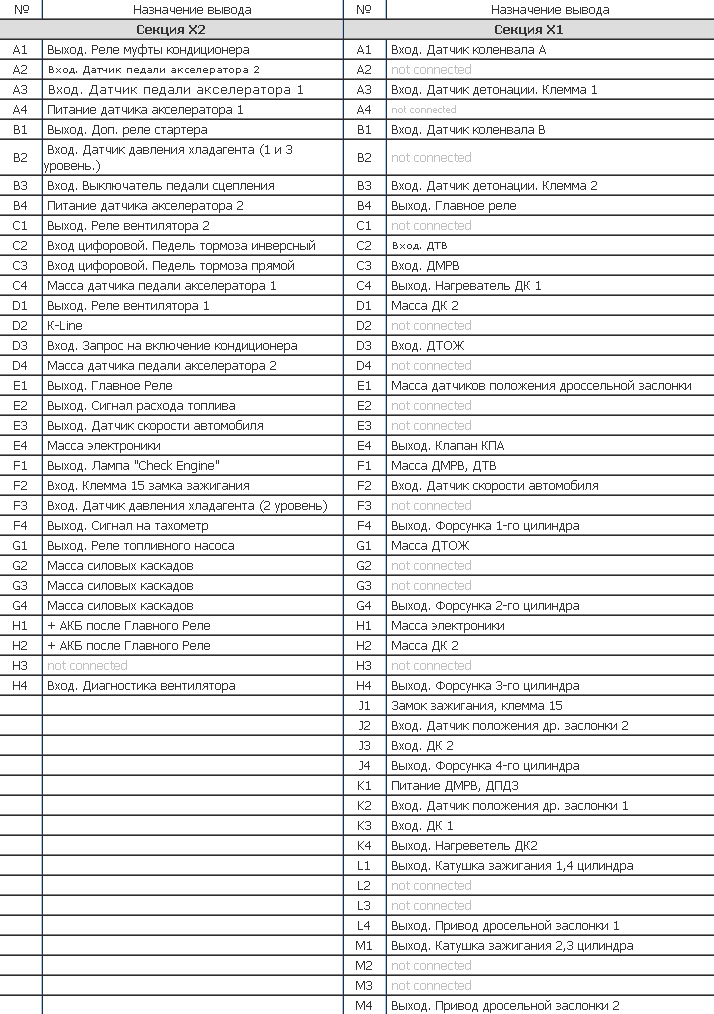 № Назначение вывода № Назначение вывода
Секция X2 Секция X1
A1 Выход. Реле муфты кондиционера A1 Вход. Датчик коленвала А
A2 Вход. Датчик педали акселератора 2 A2 not connected
A3 Вход. Датчик педали акселератора 1 A3 Вход. Датчик детонации. Клемма 1
A4 Питание датчика акселератора 1 A4 not connected
B1 Выход. Доп. реле стартера B1 Вход. Датчик коленвала В
B2 Вход. Датчик давления хладагента (1 и 3 уровень.) B2 not connected
B3 Вход. Выключатель педали сцепления B3 Вход. Датчик детонации. Клемма 2
B4 Питание датчика акселератора 2 B4 Выход. Главное реле
C1 Выход. Реле вентилятора 2 C1 not connected
C2 Вход цифоровой. Педель тормоза инверсный C2 Вход. ДТВ
C3 Вход цифоровой. Педель тормоза прямой C3 Вход. ДМРВ
C4 Масса датчика педали акселератора 1 C4 Выход. Нагреватель ДК 1
D1 Выход. Реле вентилятора 1 D1 Масса ДК 2
D2 K-Line D2 not connected
D3 Вход. Запрос на включение кондиционера D3 Вход. ДТОЖ
D4 Масса датчика педали акселератора 2 D4 not connected
E1 Выход. Главное Реле E1 Масса датчиков положения дроссельной заслонки
E2 Выход. Сигнал расхода топлива E2 not connected
E3 Выход. Датчик скорости автомобиля E3 not connected
E4 Масса электроники E4 Выход. Клапан КПА
F1 Выход. Лампа "Check Engine" F1 Масса ДМРВ, ДТВ
F2 Вход. Клемма 15 замка зажигания F2 Вход. Датчик скорости автомобиля
F3 Вход. Датчик давления хладагента (2 уровень) F3 not connected
F4 Выход. Сигнал на тахометр F4 Выход. Форсунка 1-го цилиндра
G1 Выход. Реле топливного насоса G1 Масса ДТОЖ
G2 Масса силовых каскадов G2 not connected
G3 Масса силовых каскадов G3 not connected
G4 Масса силовых каскадов G4 Выход. Форсунка 2-го цилиндра
H1 + АКБ после Главного Реле H1 Масса электроники
H2 + АКБ после Главного Реле H2 Масса ДК 2
H3 not connected H3 not connected
H4 Вход. Диагностика вентилятора H4 Выход. Форсунка 3-го цилиндра
J1 Замок зажигания, клемма 15
J2 Вход. Датчик положения др. заслонки 2
J3 Вход. ДК 2
J4 Выход. Форсунка 4-го цилиндра
K1 Питание ДМРВ, ДПДЗ
K2 Вход. Датчик положения др. заслонки 1
K3 Вход. ДК 1
K4 Выход. Нагреветель ДК2
L1 Выход. Катушка зажигания 1,4 цилиндра
L2 not connected
L3 not connected
L4 Выход. Привод дросельной заслонки 1
M1 Выход. Катушка зажигания 2,3 цилиндра
M2 not connected
M3 not connected
M4 Выход. Привод дросельной заслонки 2